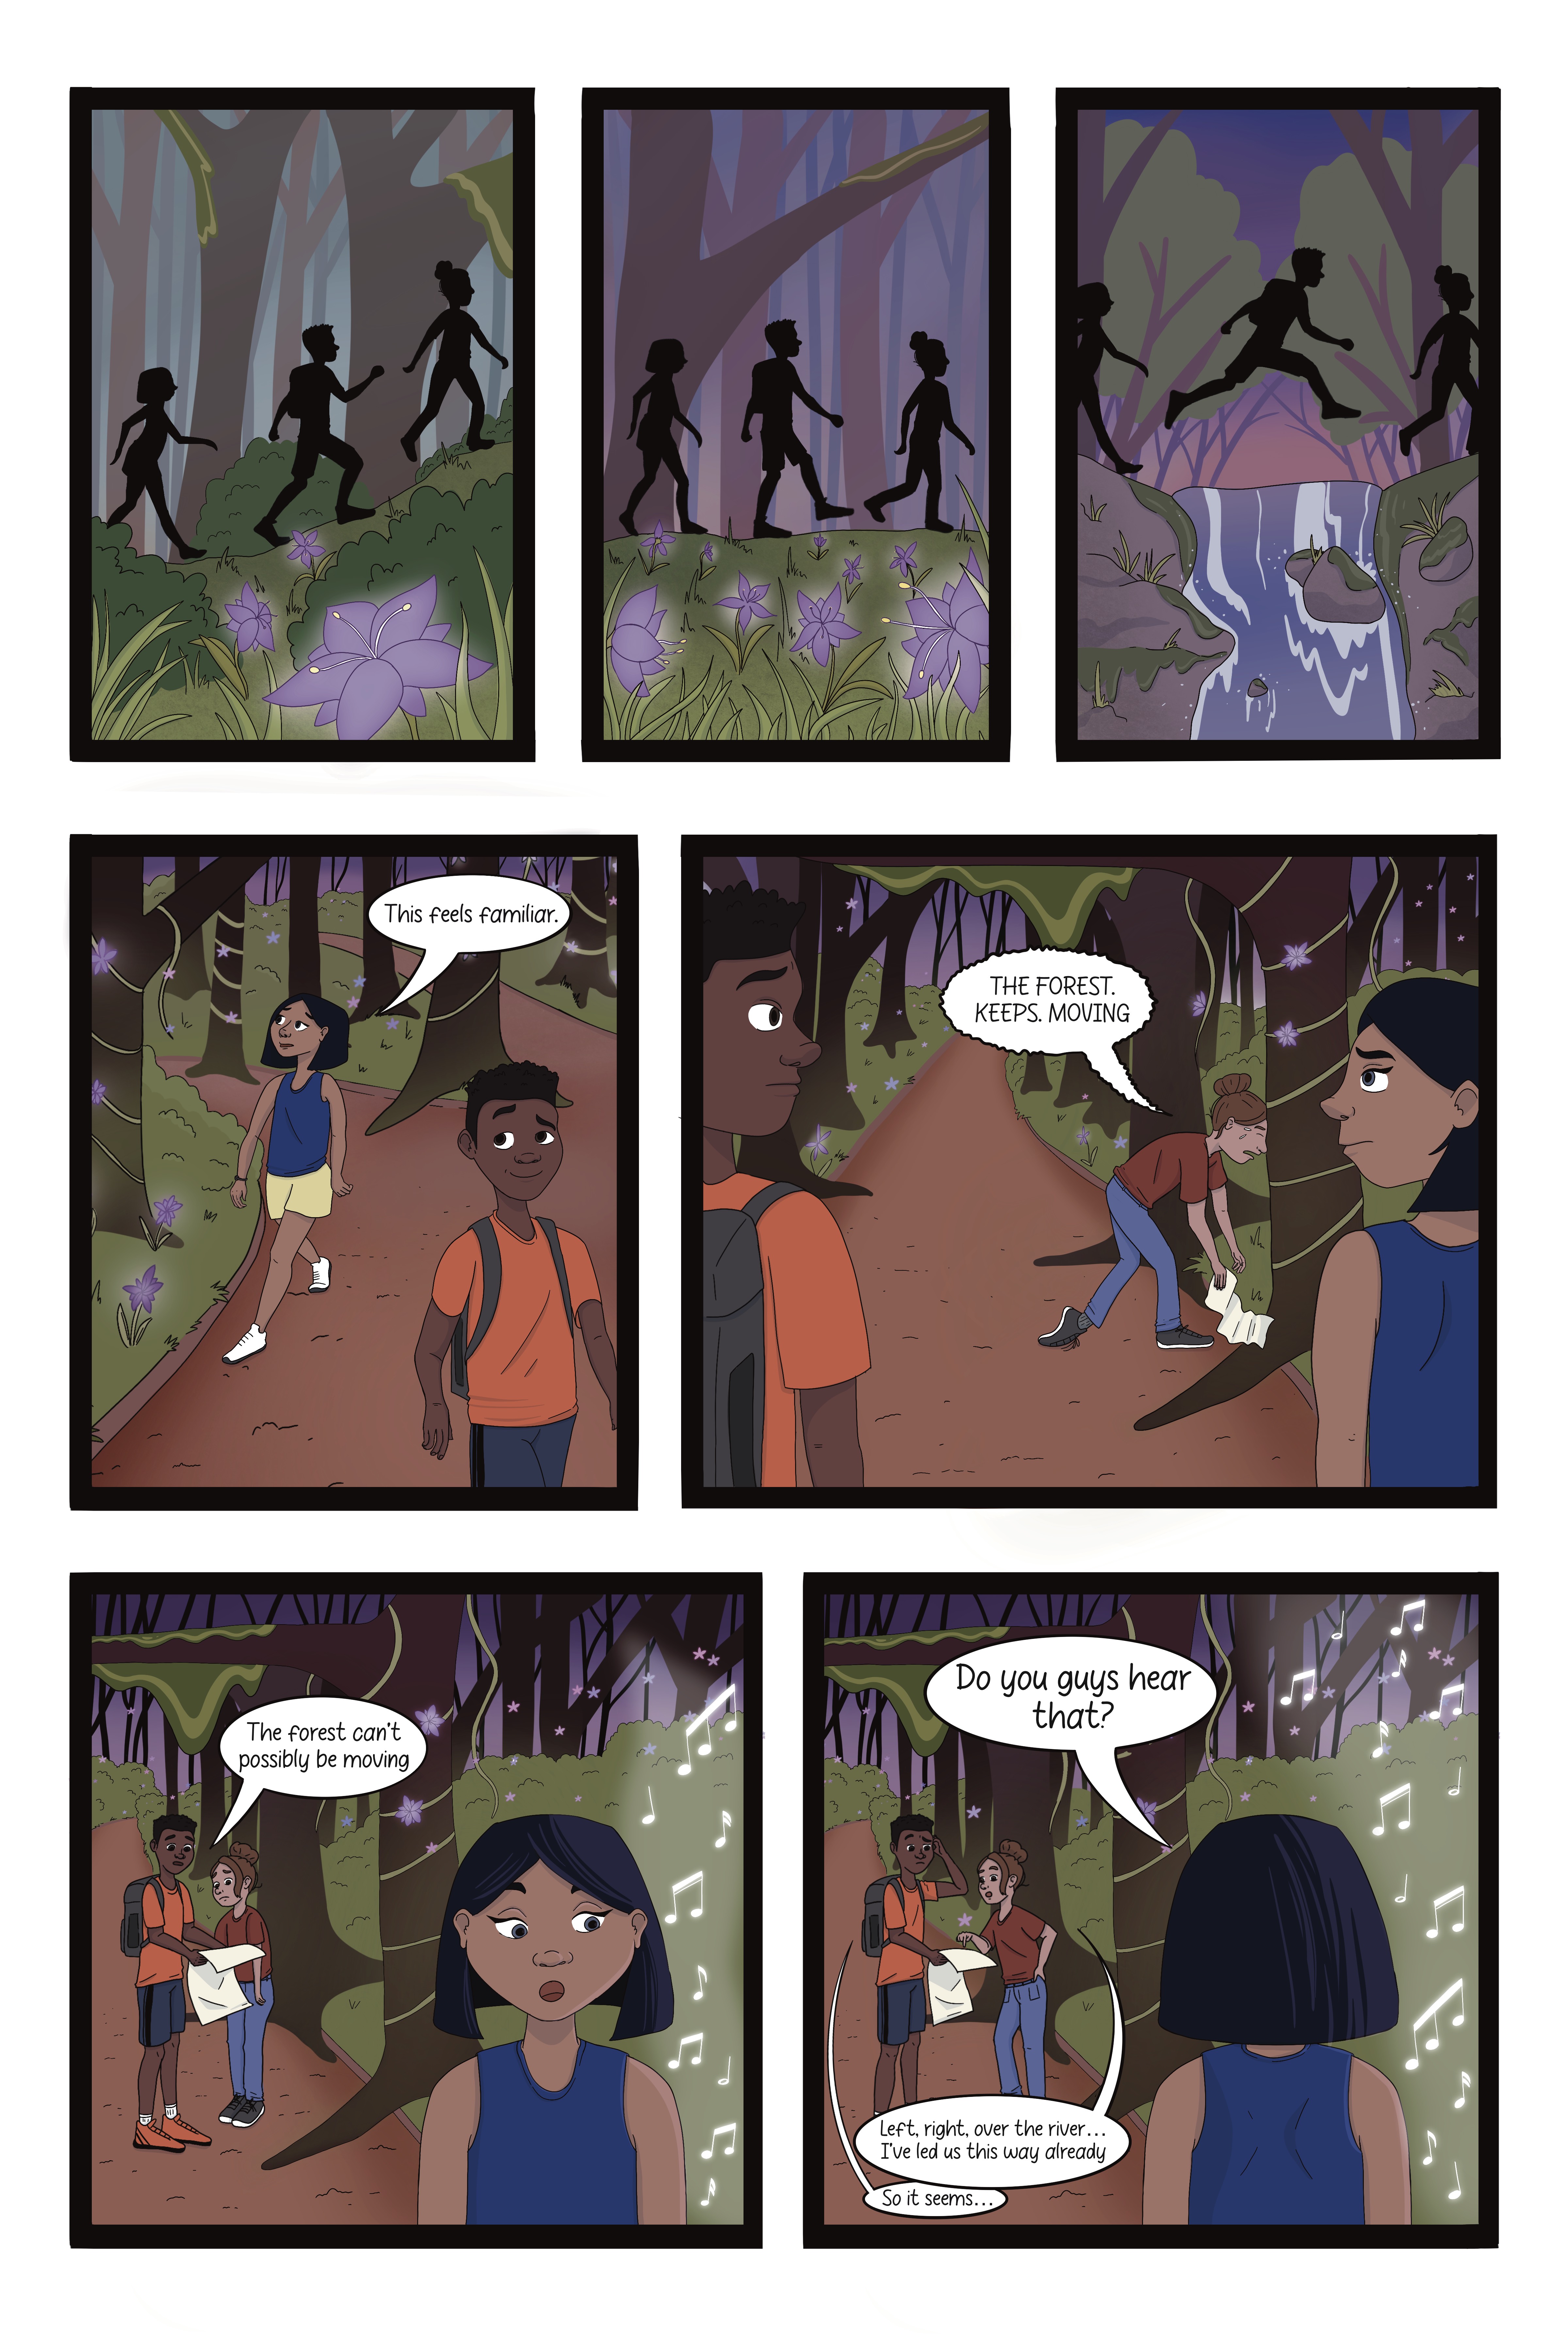 This feels familiar.
THE FOREST.
KEEPS. MOVING
The forest can't
possibly be moving
Do you guys hear
that?
Left, right, over the river...
I've led us this way already
So it seems...